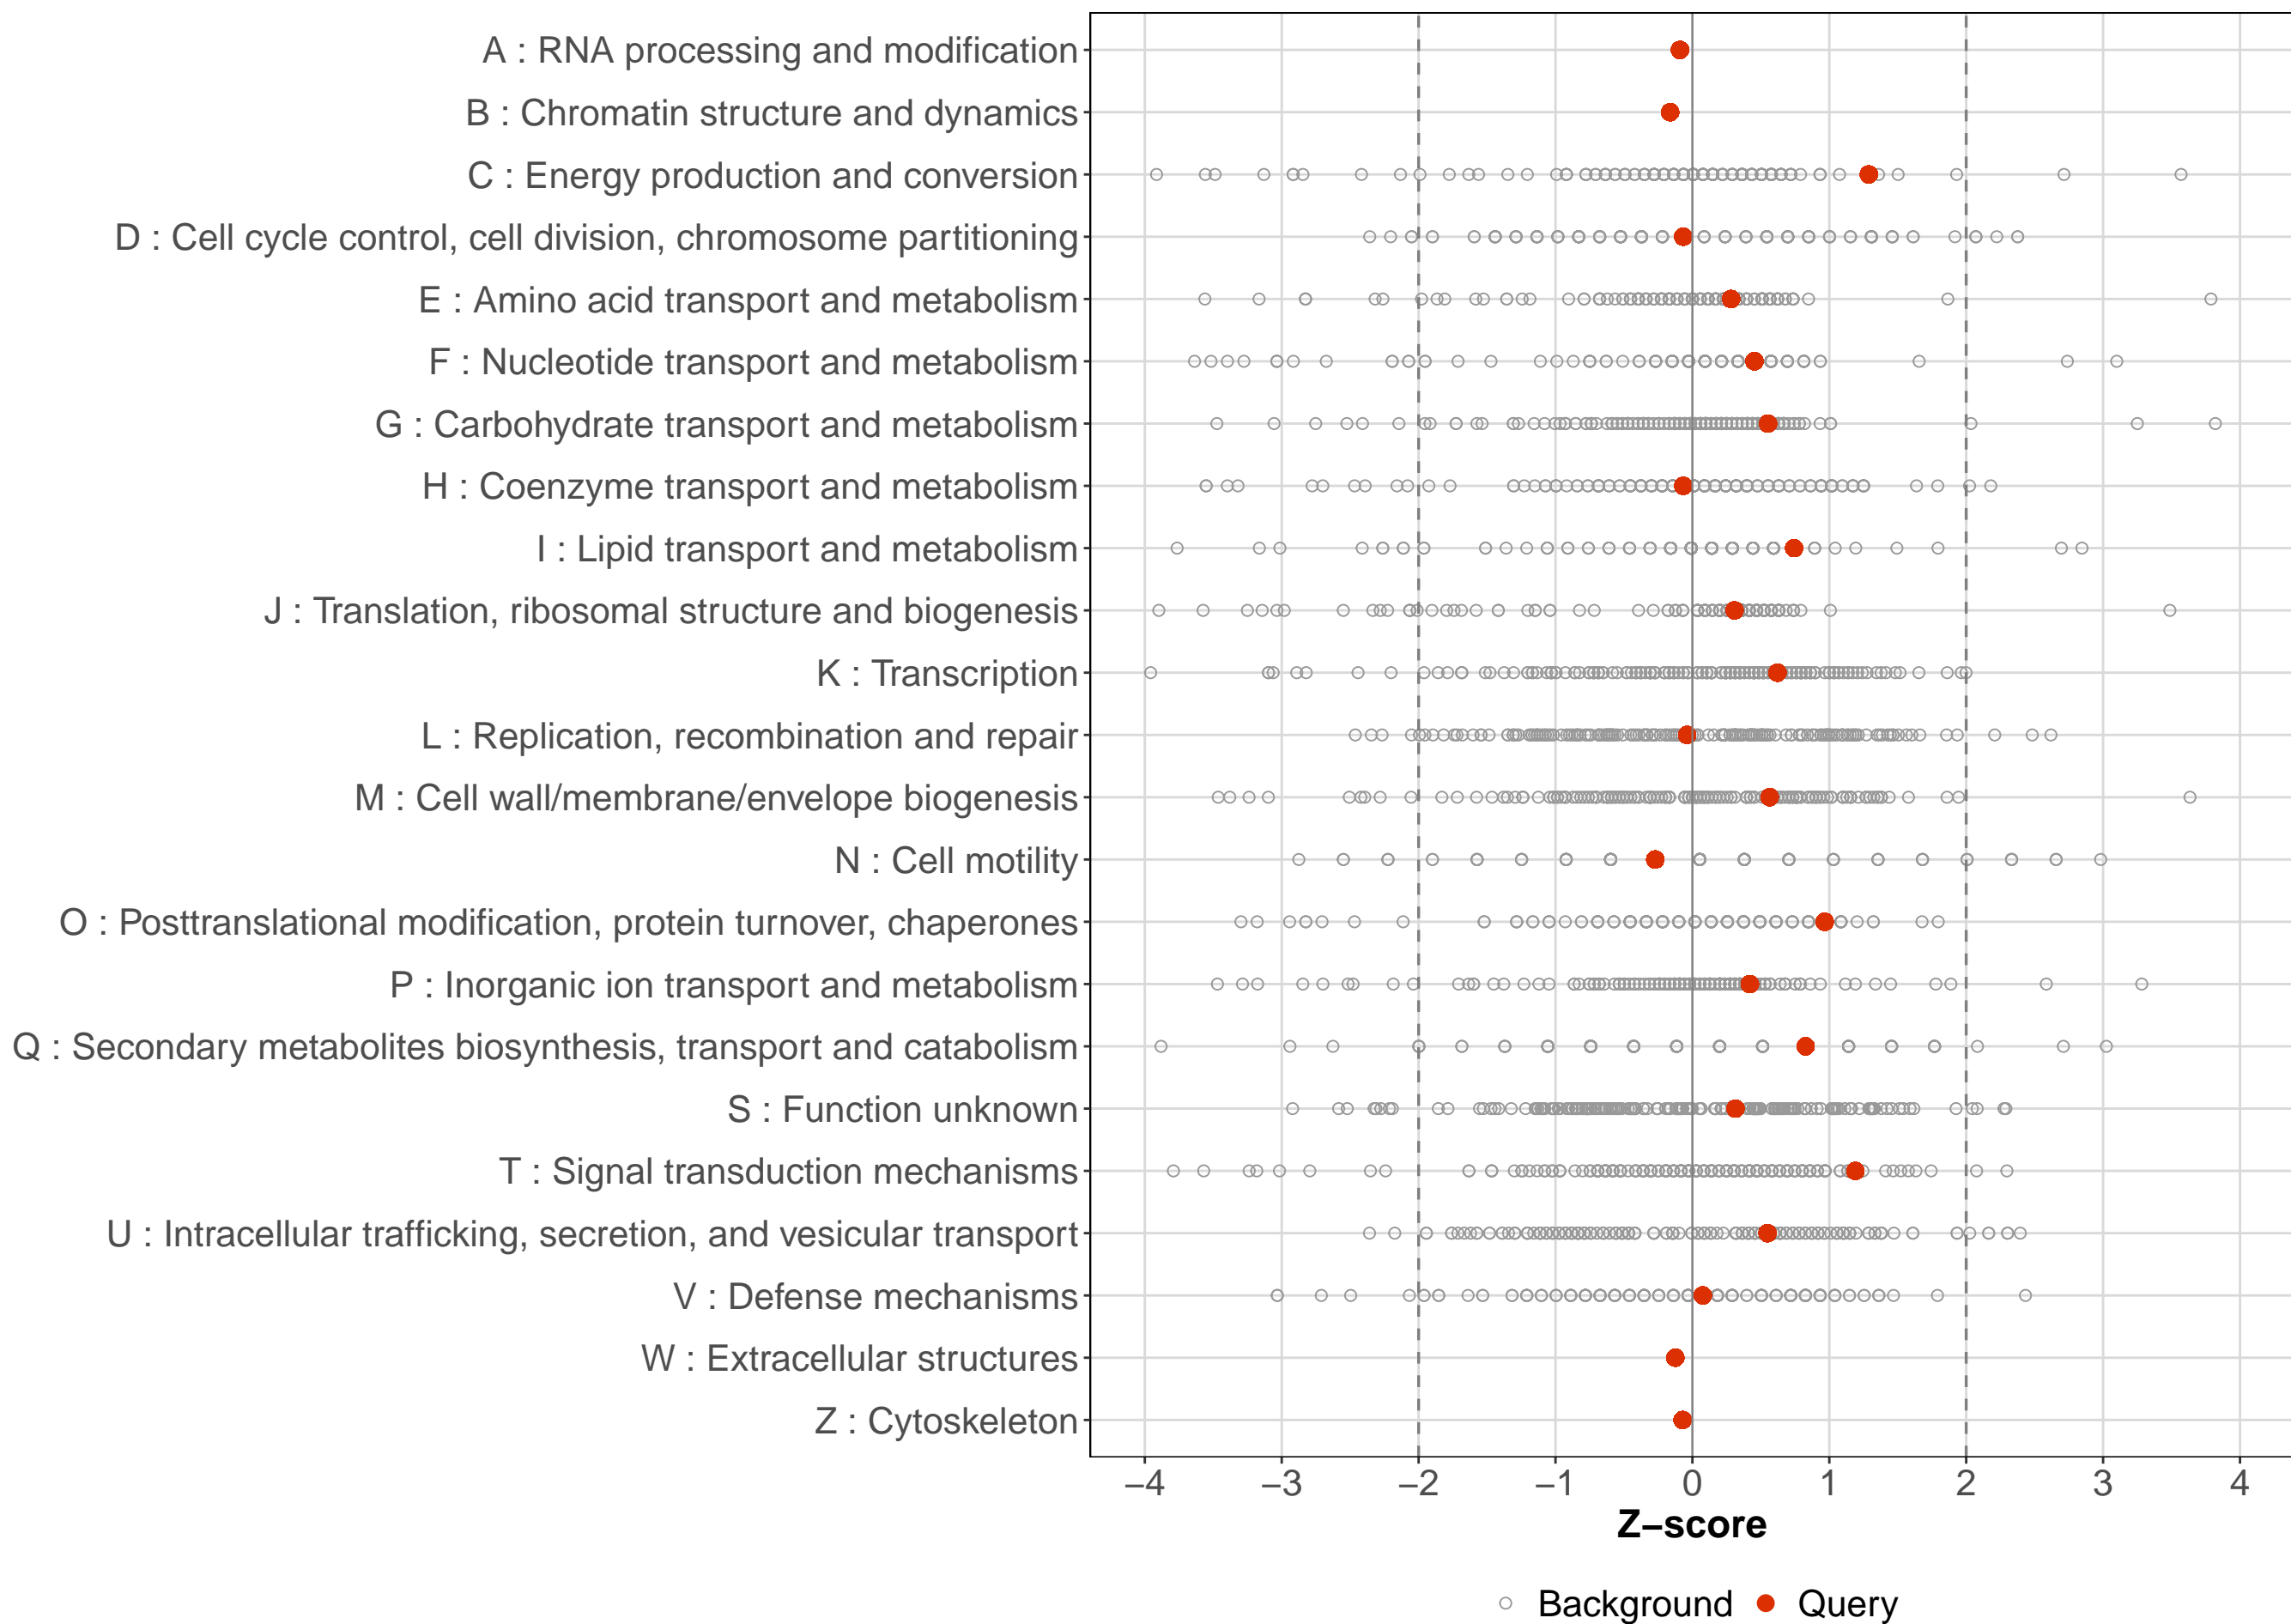 A : RNA processing and modification
B : Chromatin structure and dynamics
C : Energy production and conversion
D : Cell cycle control, cell division, chromosome partitioning
E : Amino acid transport and metabolism
F : Nucleotide transport and metabolism
G : Carbohydrate transport and metabolism
H : Coenzyme transport and metabolism
I : Lipid transport and metabolism
J : Translation, ribosomal structure and biogenesis
K : Transcription
L : Replication, recombination and repair
M : Cell wall/membrane/envelope biogenesis
N : Cell motility
O : Posttranslational modification, protein turnover, chaperones
P : Inorganic ion transport and metabolism
Q : Secondary metabolites biosynthesis, transport and catabolism
S : Function unknown
T : Signal transduction mechanisms
U : Intracellular trafficking, secretion, and vesicular transport
V : Defense mechanisms
W : Extracellular structures
Z : Cytoskeleton
−4 −3 −2 −1 0 1 2 3 4
Z−score
Background Query